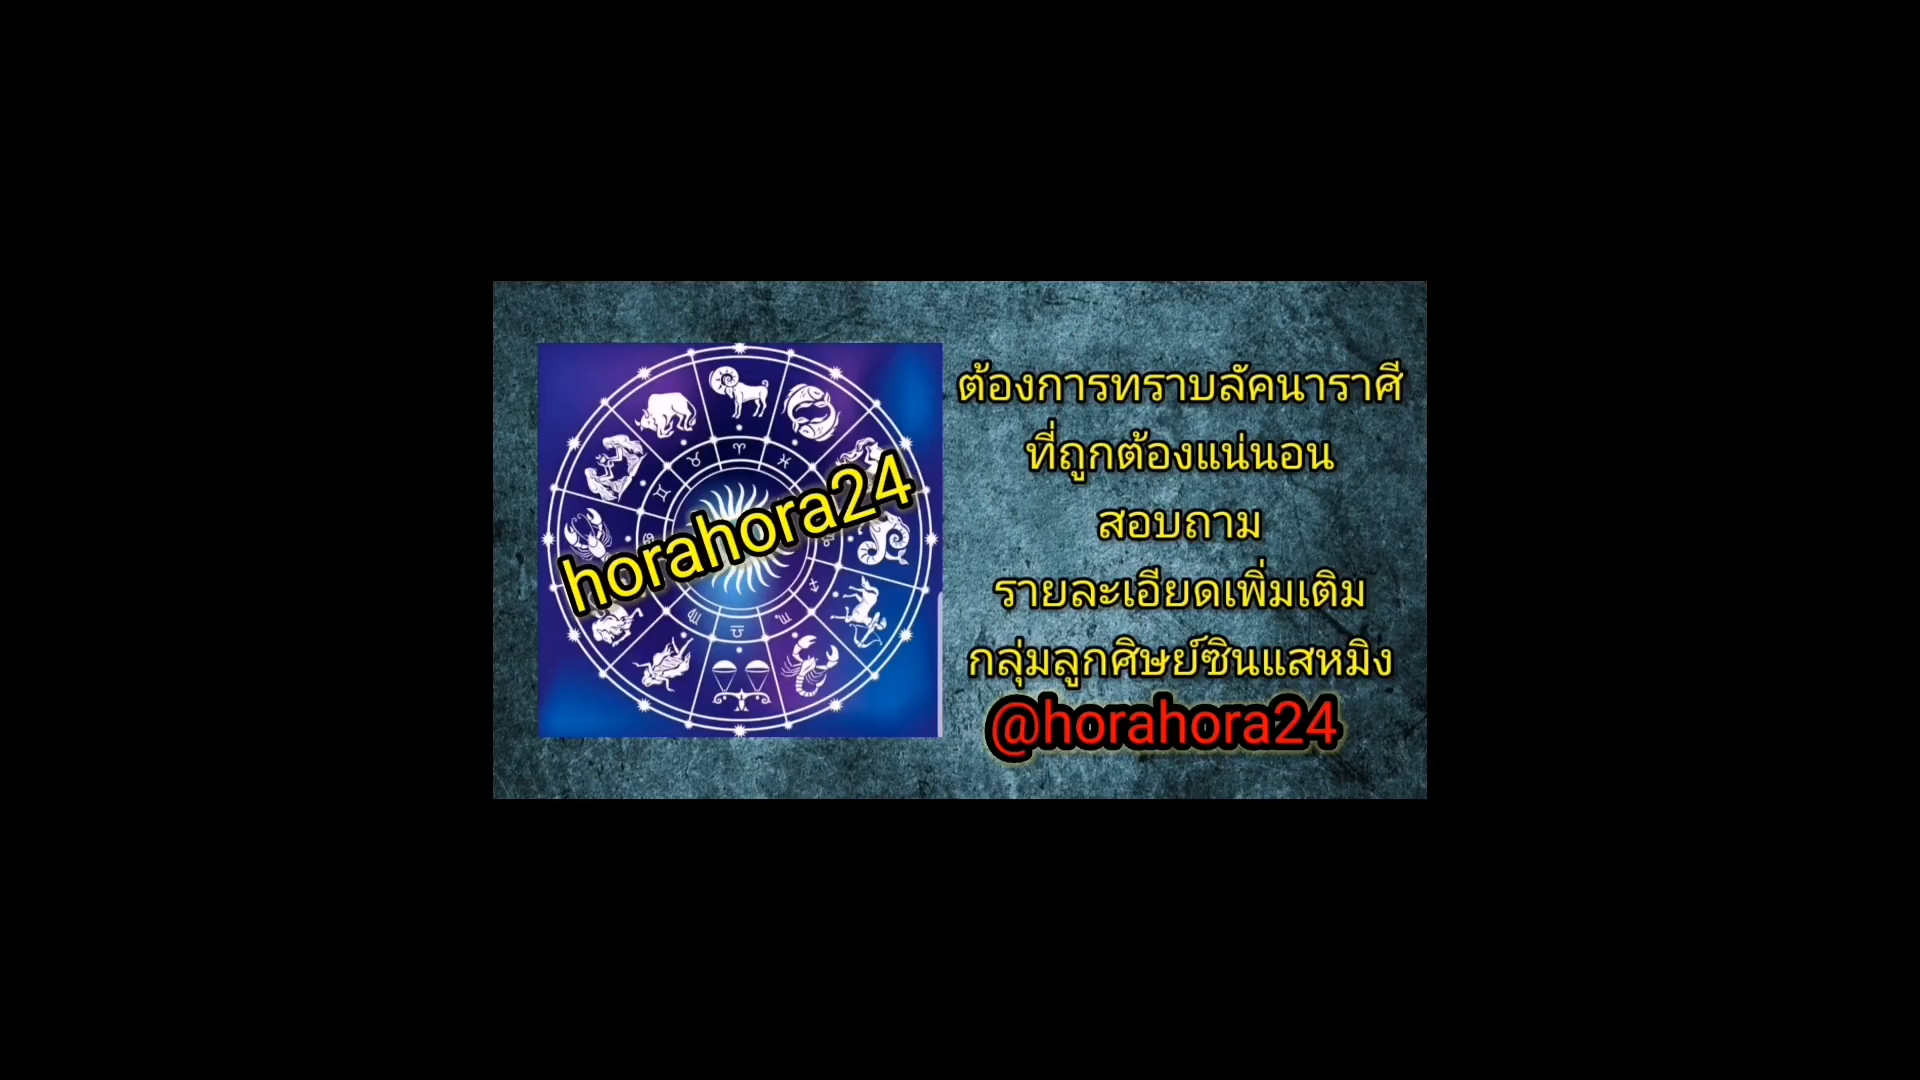 horahora24
ต้องการทราบลัคนาราศี
ที่ถูกต้องแน่นอน
สอบถาม
รายละเอียดเพิ่มเติม
กลุ่มลูกศิษย์ซินแสหมิง
@horahora24